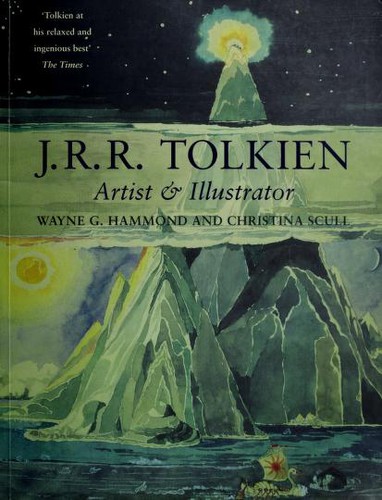 'Tolkien at
his relaxed and
ingenious best'
The Times
J.R.R. TOLKIEN
Artist & Illustrator
WAYNE G. HAMMOND AND CHRISTINA SCULL